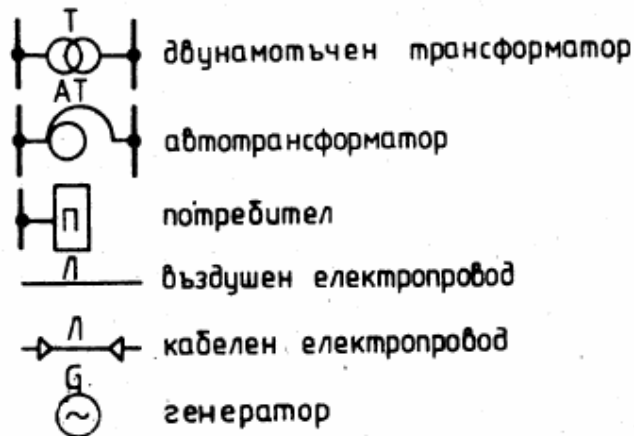 Т двунамотъчен трансформатор
АТ автотрансформатор
П потребител
Л въздушен електропровод
Л кабелен електропровод
G генератор